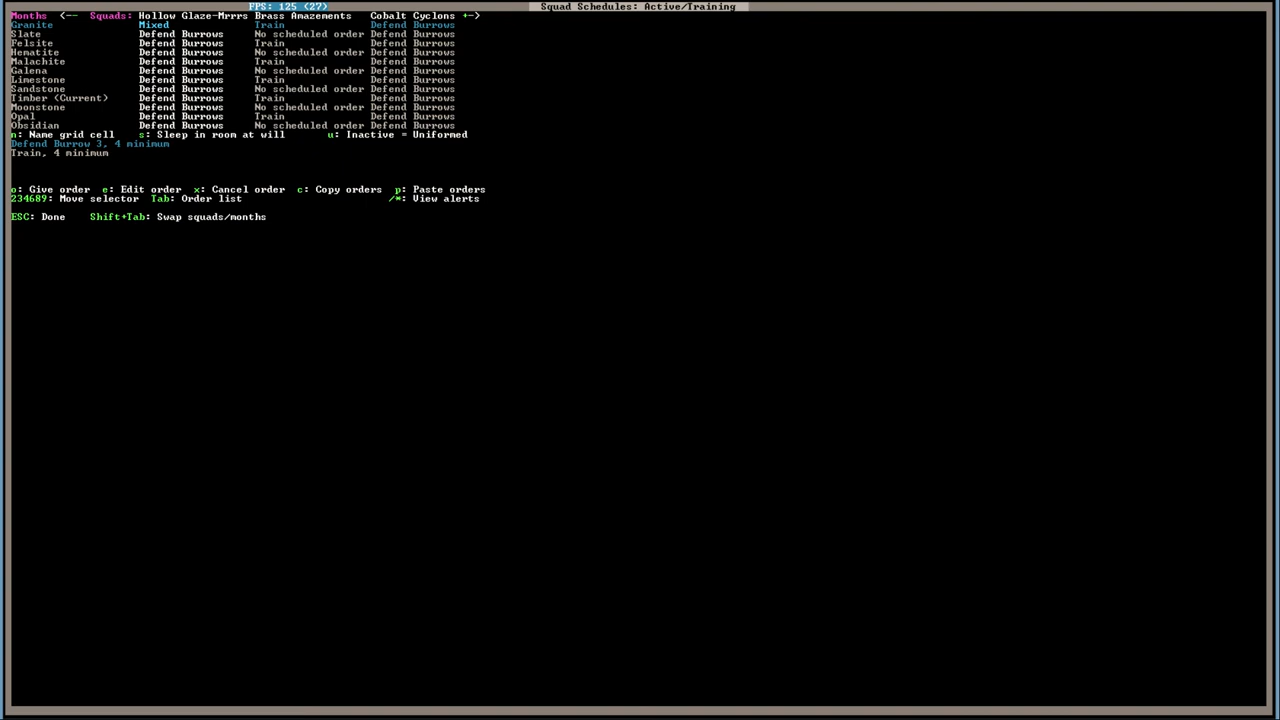 FPS: 125 (27) Squad Schedules: Active/Training
Months <-- Squads: Hollow Glaze-Mrrrs Brass Amazements Cobalt Cyclons +->
Granite Mixed Train Defend Burrows
Slate Defend Burrows No scheduled order Defend Burrows
Felsite Defend Burrows Train Defend Burrows
Hematite Defend Burrows No scheduled order Defend Burrows
Malachite Defend Burrows Train Defend Burrows
Galena Defend Burrows No scheduled order Defend Burrows
Limestone Defend Burrows Train Defend Burrows
Sandstone Defend Burrows No scheduled order Defend Burrows
Timber (Current) Defend Burrows Train Defend Burrows
Moonstone Defend Burrows No scheduled order Defend Burrows
Opal Defend Burrows Train Defend Burrows
Obsidian Defend Burrows No scheduled order Defend Burrows
n: Name grid cell s: Sleep in room at will u: Inactive = Uniformed
Defend Burrow 3, 4 minimum
Train, 4 minimum
o: Give order e: Edit order x: Cancel order c: Copy orders p: Paste orders
234689: Move selector Tab: Order list /*: View alerts
ESC: Done Shift+Tab: Swap squads/months